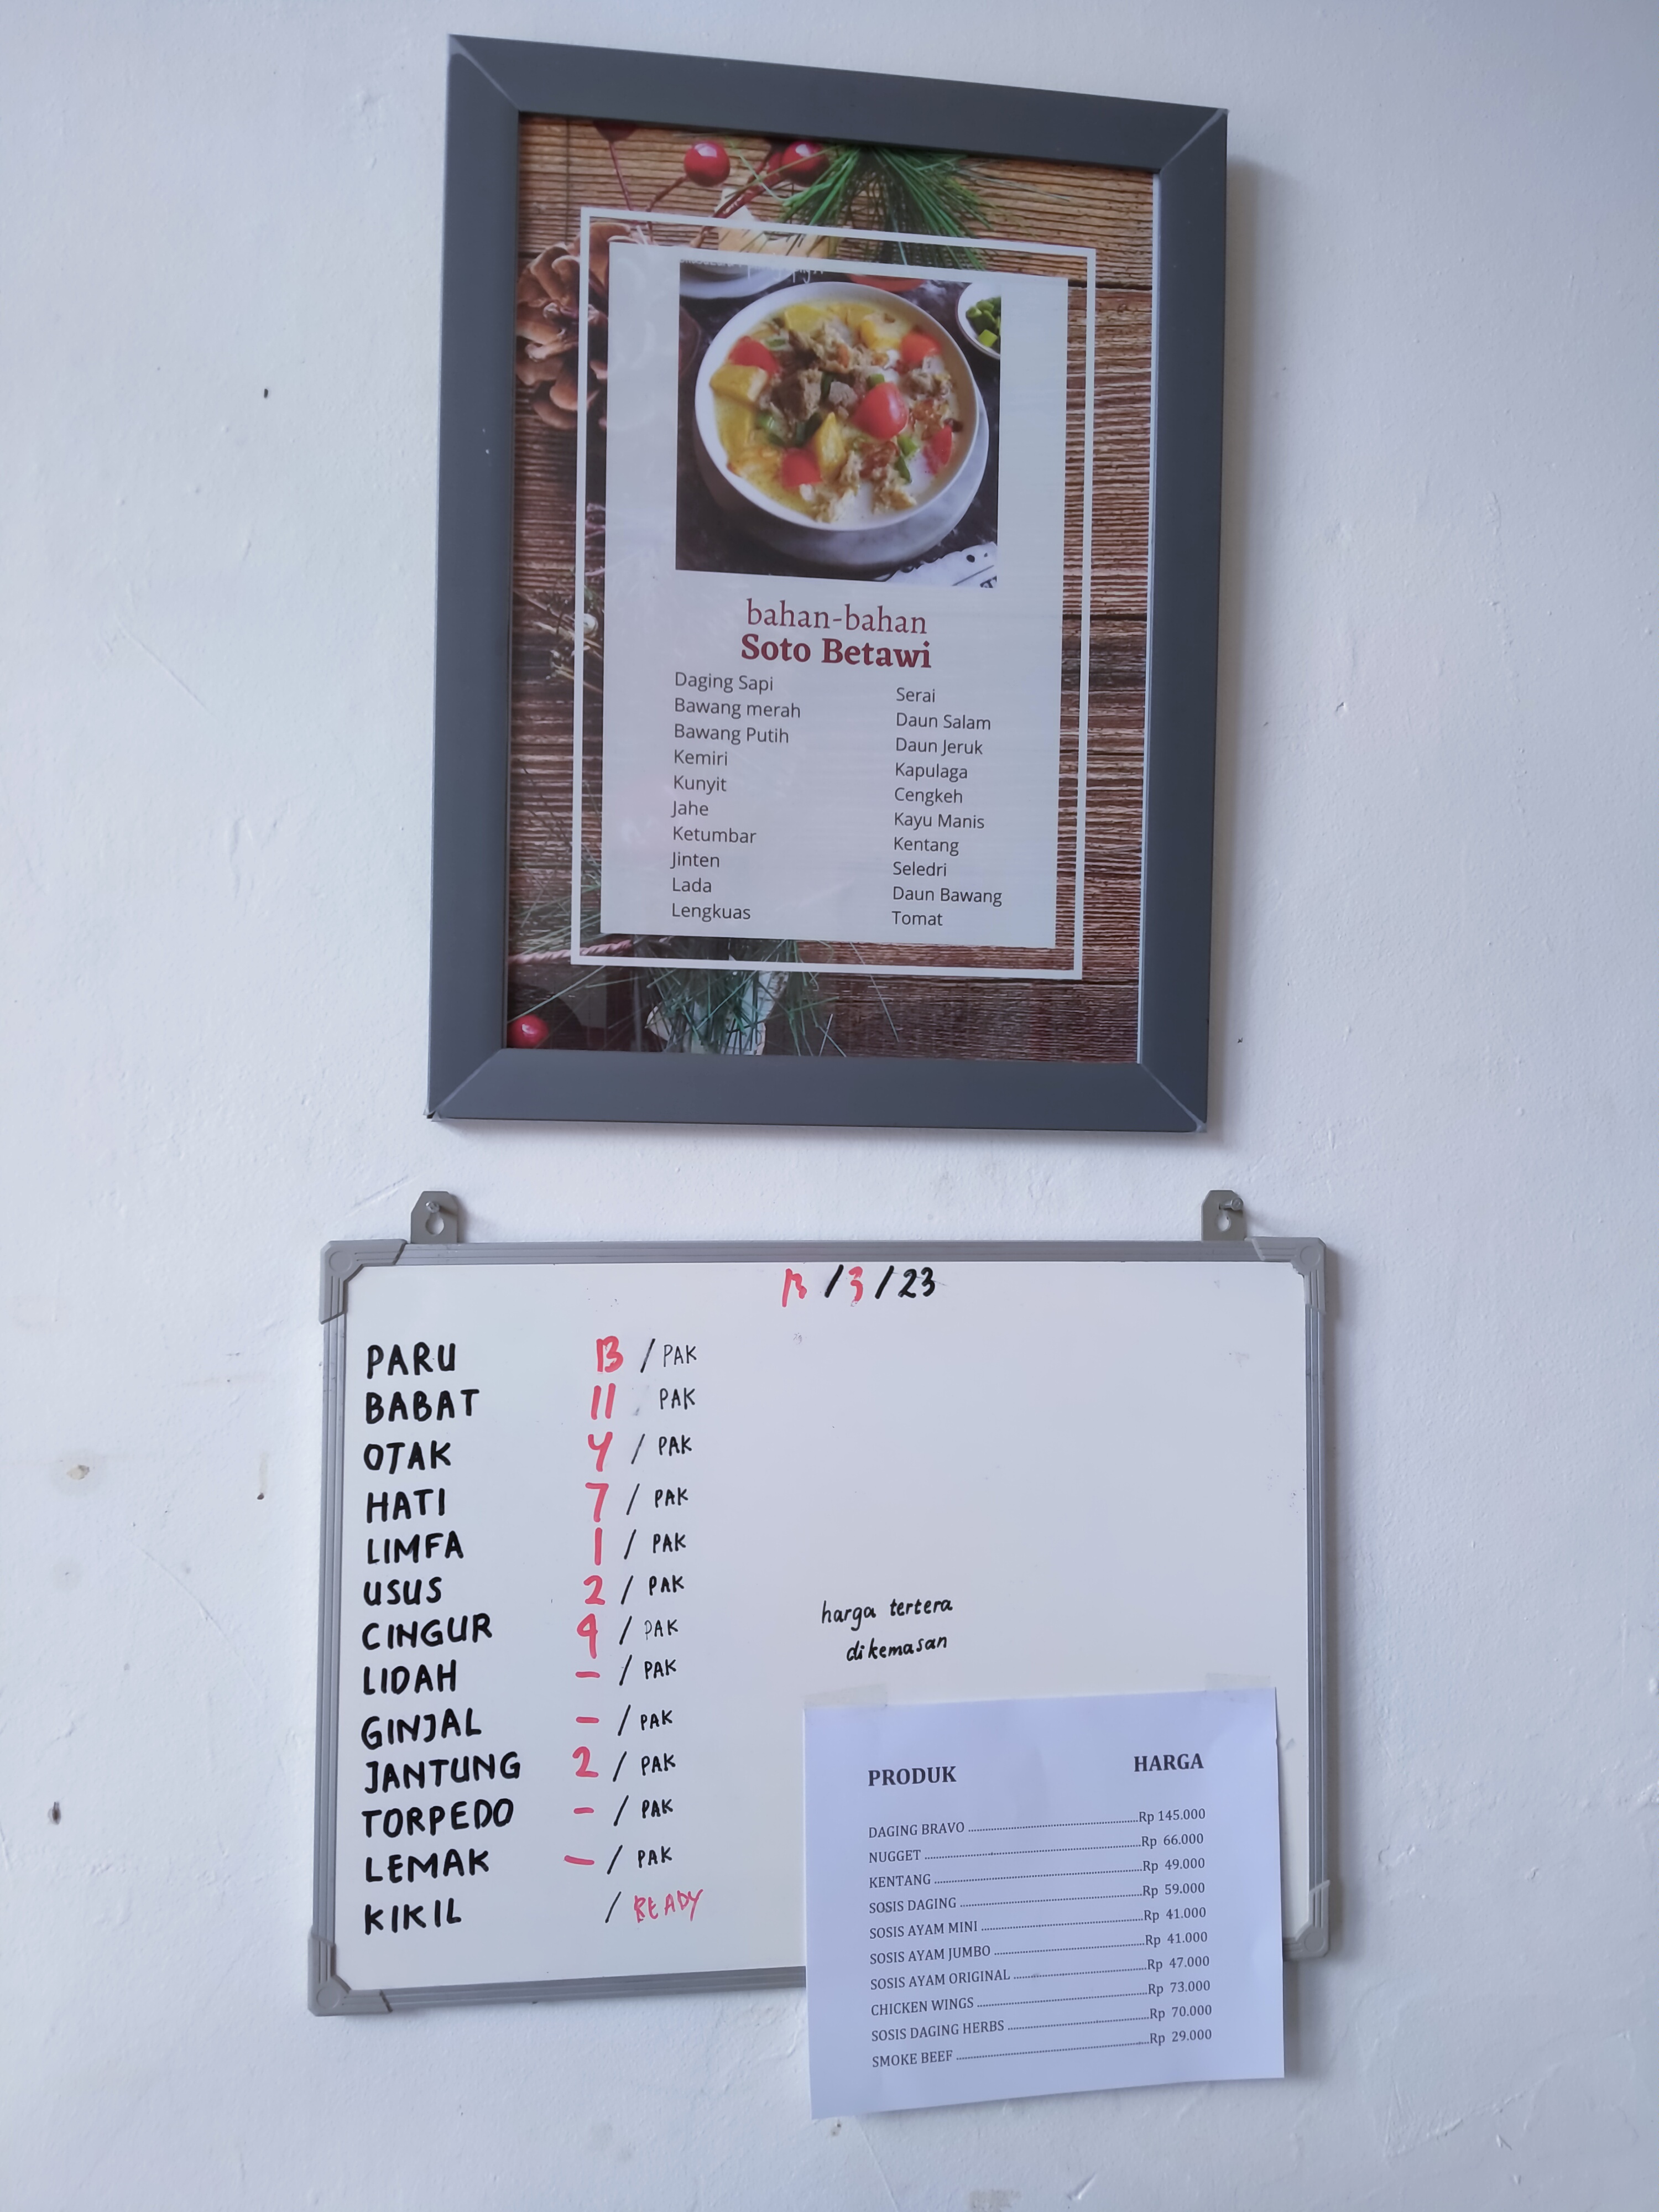 bahan-bahan
Soto Betawi
Daging Sapi
Bawang merah
Bawang Putih
Kemiri
Kunyit
Jahe
Ketumbar
Jinten
Lada
Lengkuas
Serai
Daun Salam
Daun Jeruk
Kapulaga
Cengkeh
Kayu Manis
Kentang
Seledri
Daun Bawang
Tomat
13/3/23
PARU 13 / PAK
BABAT 11 PAK
OTAK 4 / PAK
HATI 7 / PAK
LIMFA 1 / PAK
USUS 2 / PAK
CINGUR 4 / PAK
LIDAH - / PAK
GINJAL - / PAK
JANTUNG 2 / PAK
TORPEDO - / PAK
LEMAK - / PAK
KIKIL / READY
harga tertera
dikemasan
PRODUK HARGA
DAGING BRAVO Rp 145.000
NUGGET Rp 66.000
KENTANG Rp 49.000
SOSIS DAGING Rp 59.000
SOSIS AYAM MINI Rp 41.000
SOSIS AYAM JUMBO Rp 41.000
SOSIS AYAM ORIGINAL Rp 47.000
CHICKEN WINGS Rp 73.000
SOSIS DAGING HERBS Rp 70.000
SMOKE BEEF Rp 29.000